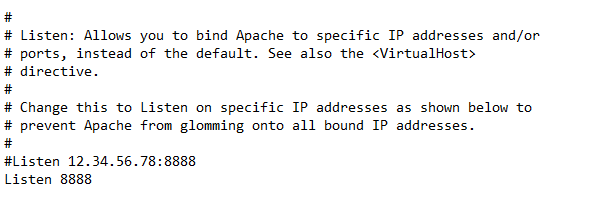 #
# Listen: Allows you to bind Apache to specific IP addresses and/or
# ports, instead of the default. See also the <VirtualHost>
# directive.
#
# Change this to Listen on specific IP addresses as shown below to
# prevent Apache from glomming onto all bound IP addresses.
#
#Listen 12.34.56.78:8888
Listen 8888